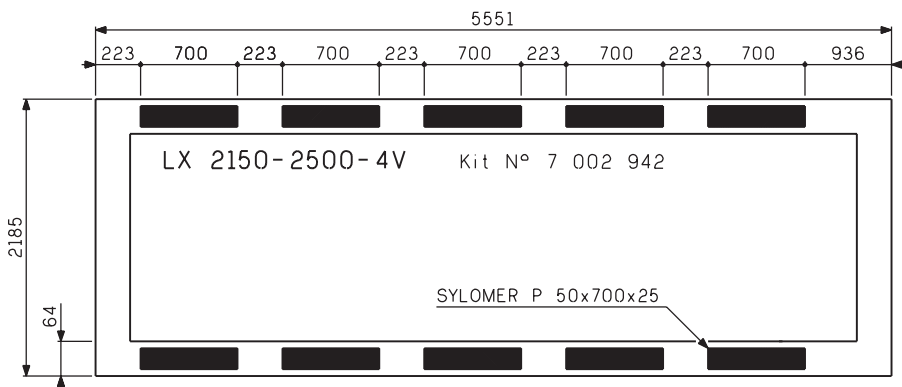 5551
223 700 223 700 223 700 223 700 223 700 936
LX 2150-2500-4V Kit Nº 7 002 942
2185
SYLOMER P 50x700x25
64